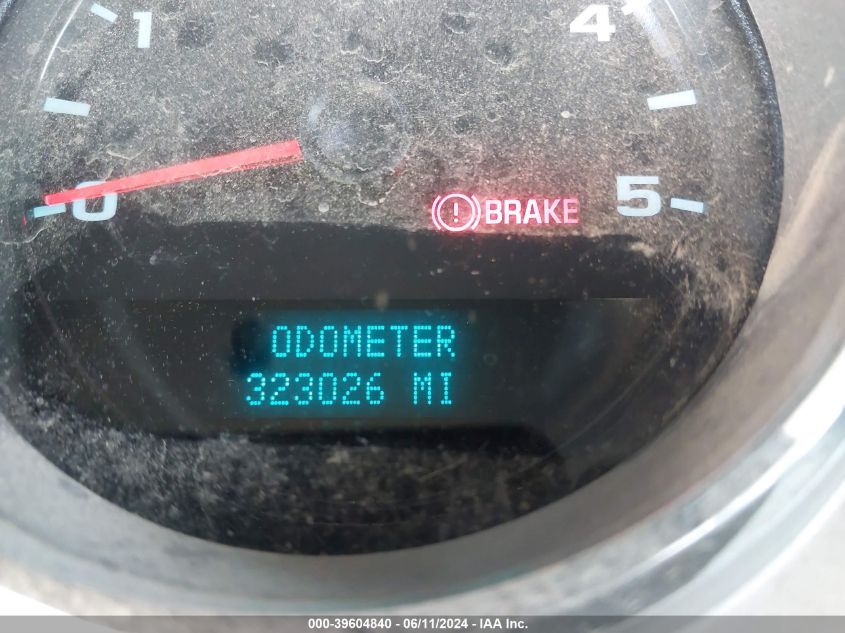 1 4
0 5
BRAKE
ODOMETER
323026 MI
000-39604840 - 06/11/2024 - IAA Inc.